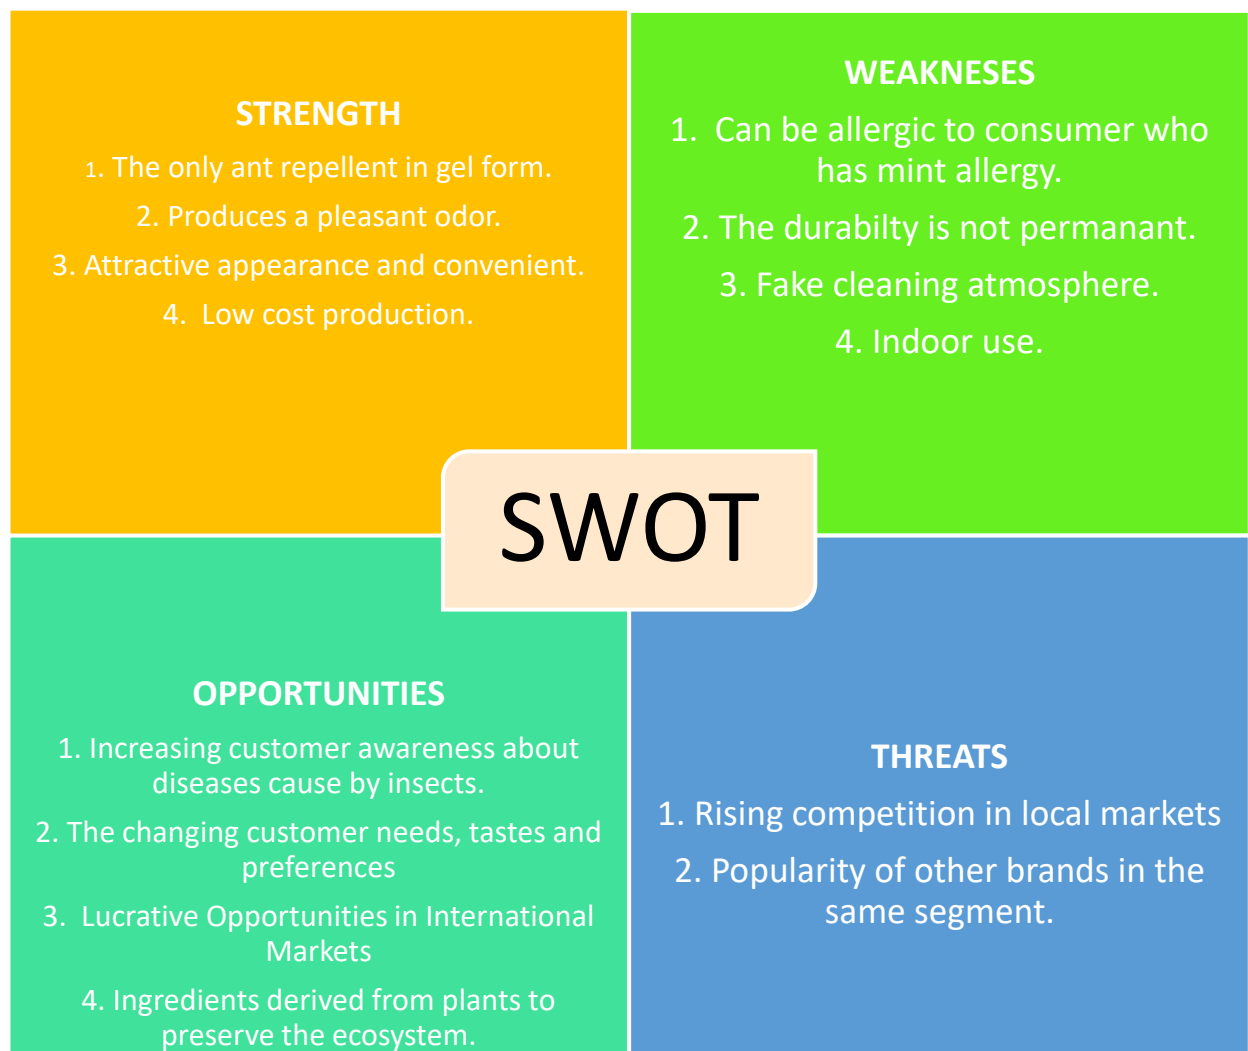 STRENGTH
1. The only ant repellent in gel form.
2. Produces a pleasant odor.
3. Attractive appearance and convenient.
4. Low cost production.
WEAKNESES
1. Can be allergic to consumer who
has mint allergy.
2. The durabilty is not permanant.
3. Fake cleaning atmosphere.
4. Indoor use.
SWOT
OPPORTUNITIES
1. Increasing customer awareness about
diseases cause by insects.
2. The changing customer needs, tastes and
preferences
3. Lucrative Opportunities in International
Markets
4. Ingredients derived from plants to
preserve the ecosystem.
THREATS
1. Rising competition in local markets
2. Popularity of other brands in the
same segment.